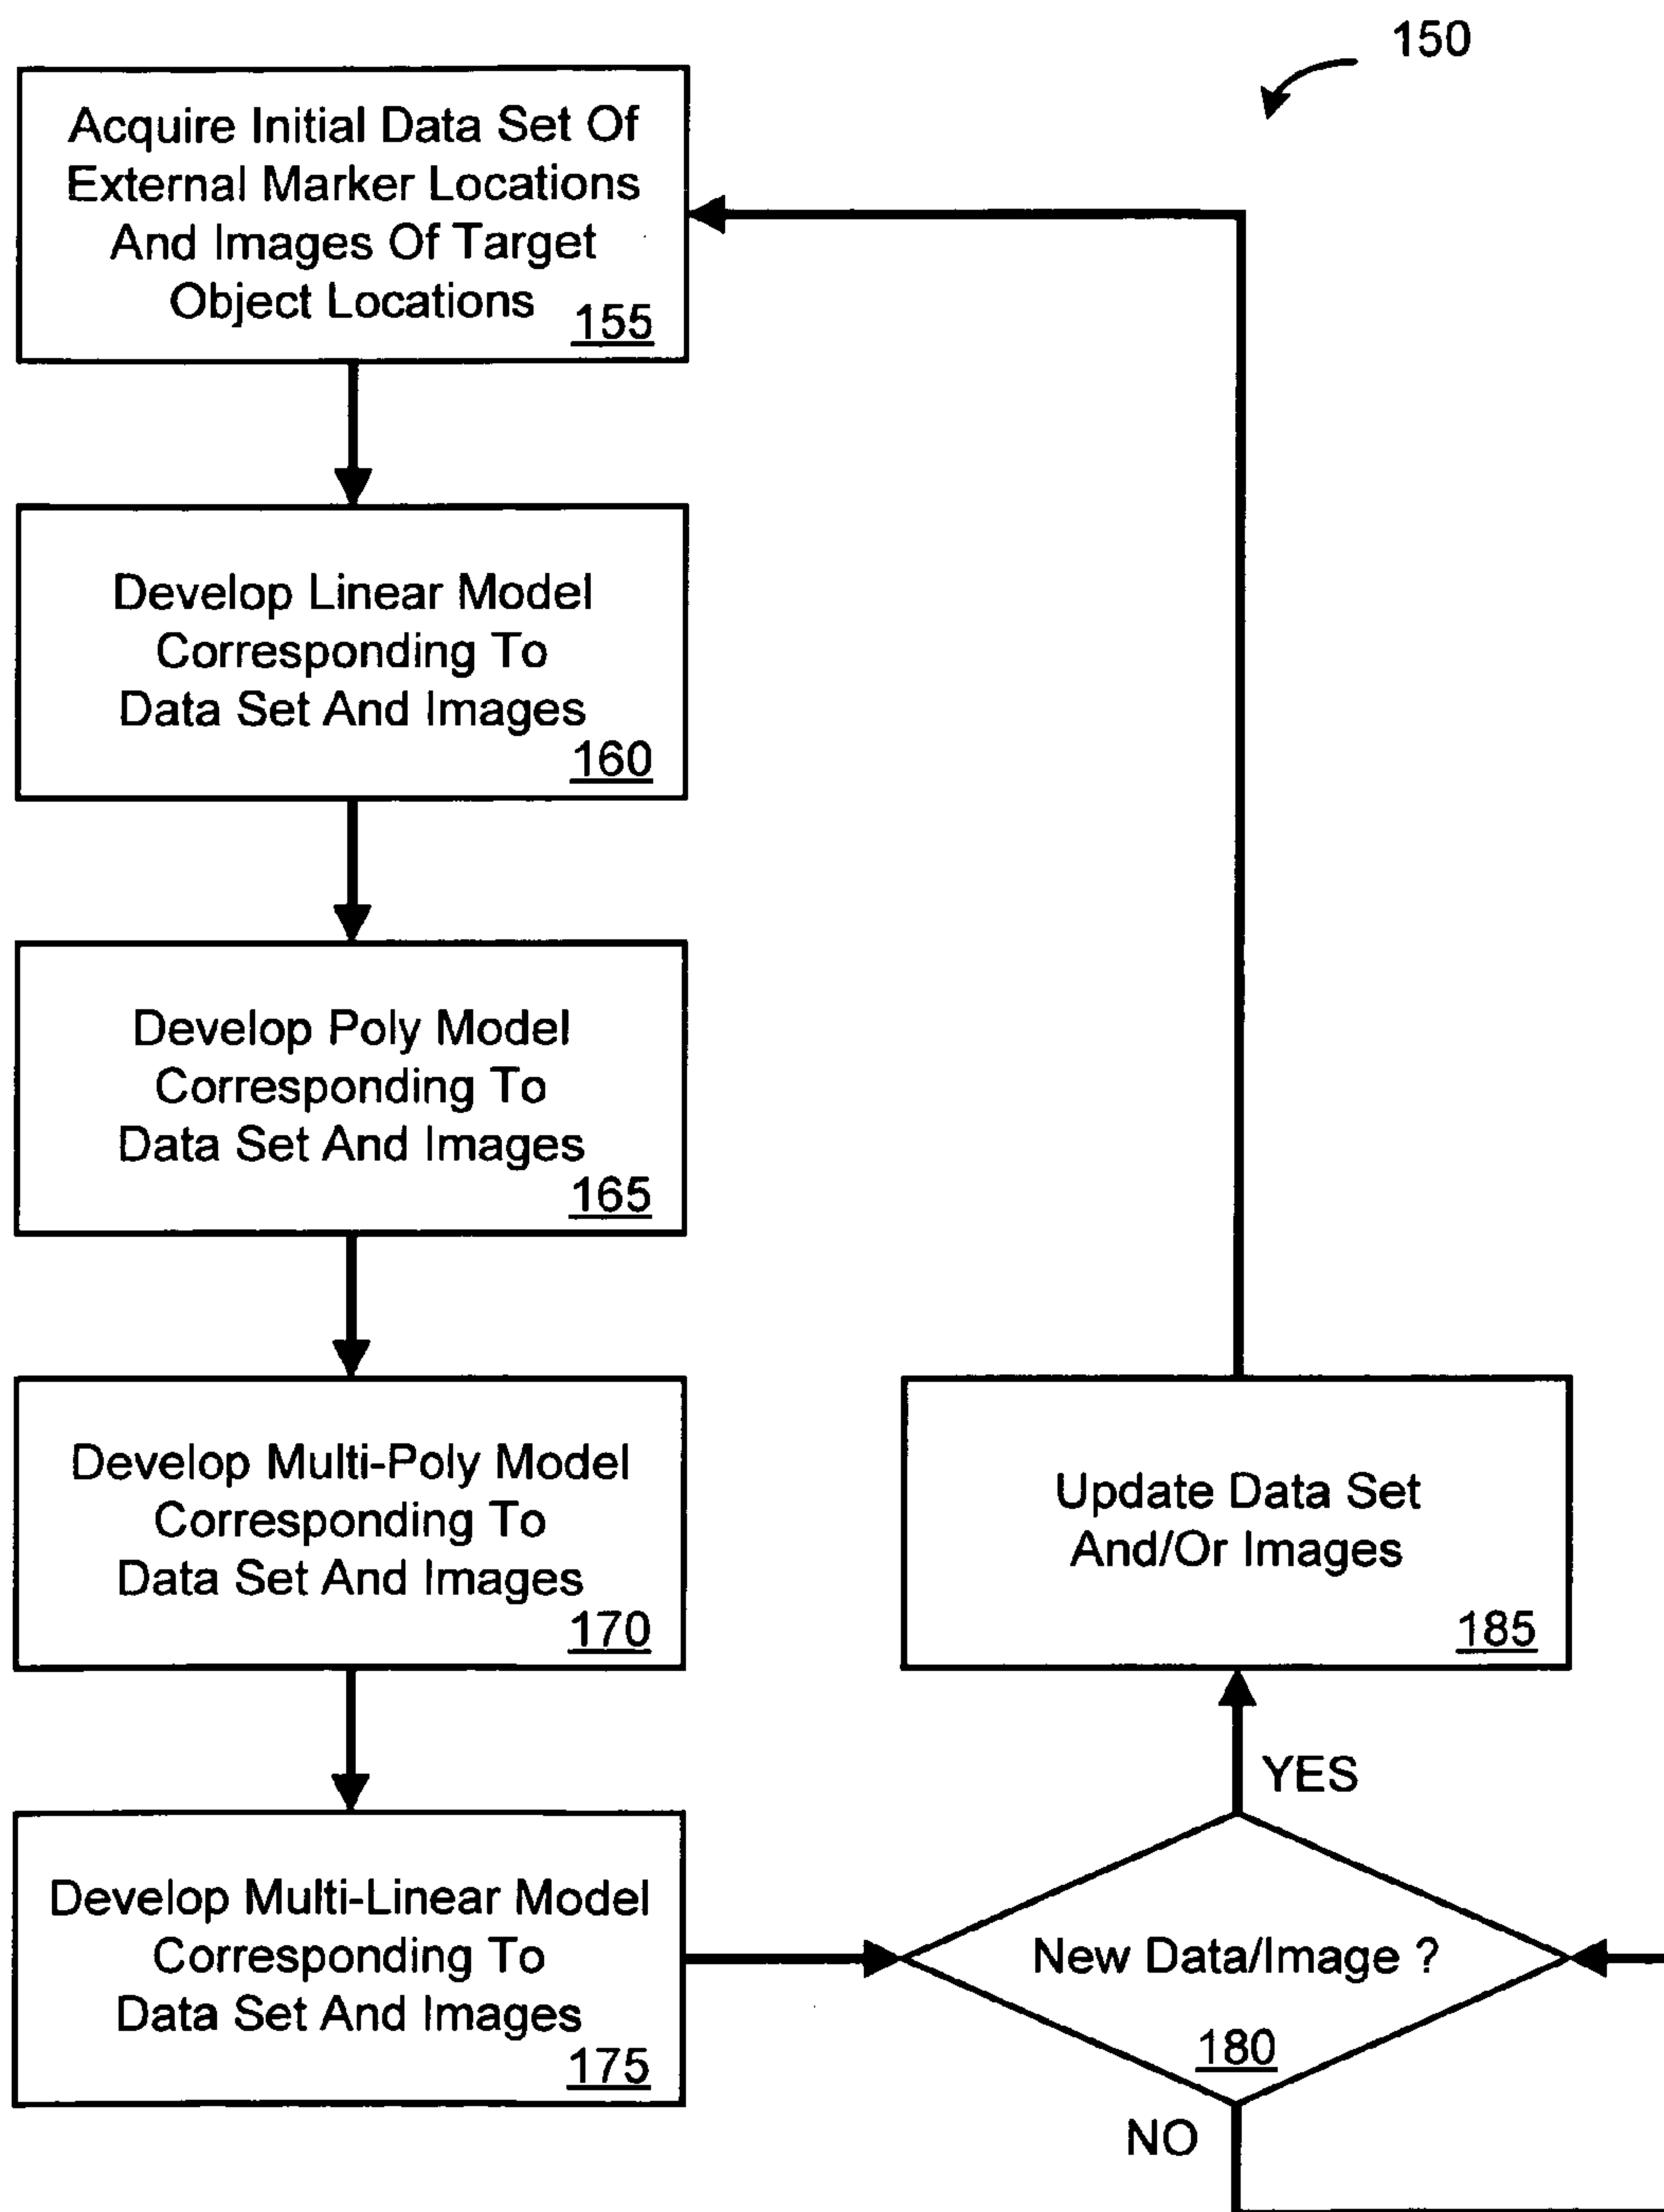 150
Acquire Initial Data Set Of
External Marker Locations
And Images Of Target
Object Locations
155
Develop Linear Model
Corresponding To
Data Set And Images
160
Develop Poly Model
Corresponding To
Data Set And Images
165
Develop Multi-Poly Model
Corresponding To
Data Set And Images
170
Develop Multi-Linear Model
Corresponding To
Data Set And Images
175
New Data/Image ?
180
YES
NO
Update Data Set
And/Or Images
185